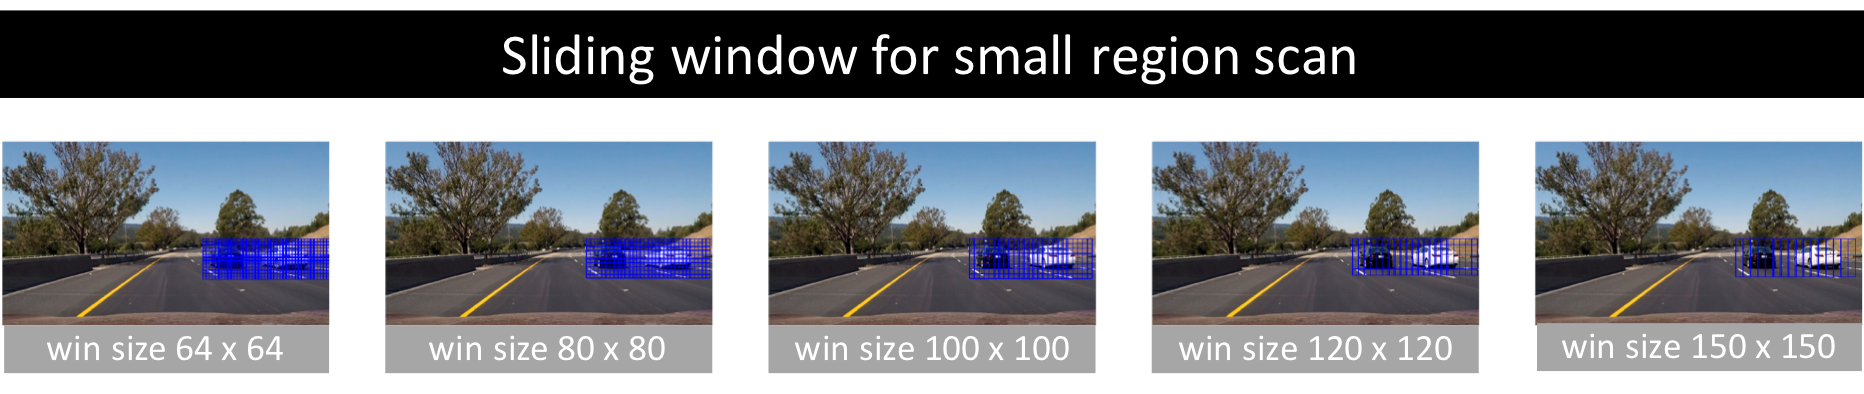 Sliding window for small region scan
win size 64 x 64
win size 80 x 80
win size 100 x 100
win size 120 x 120
win size 150 x 150